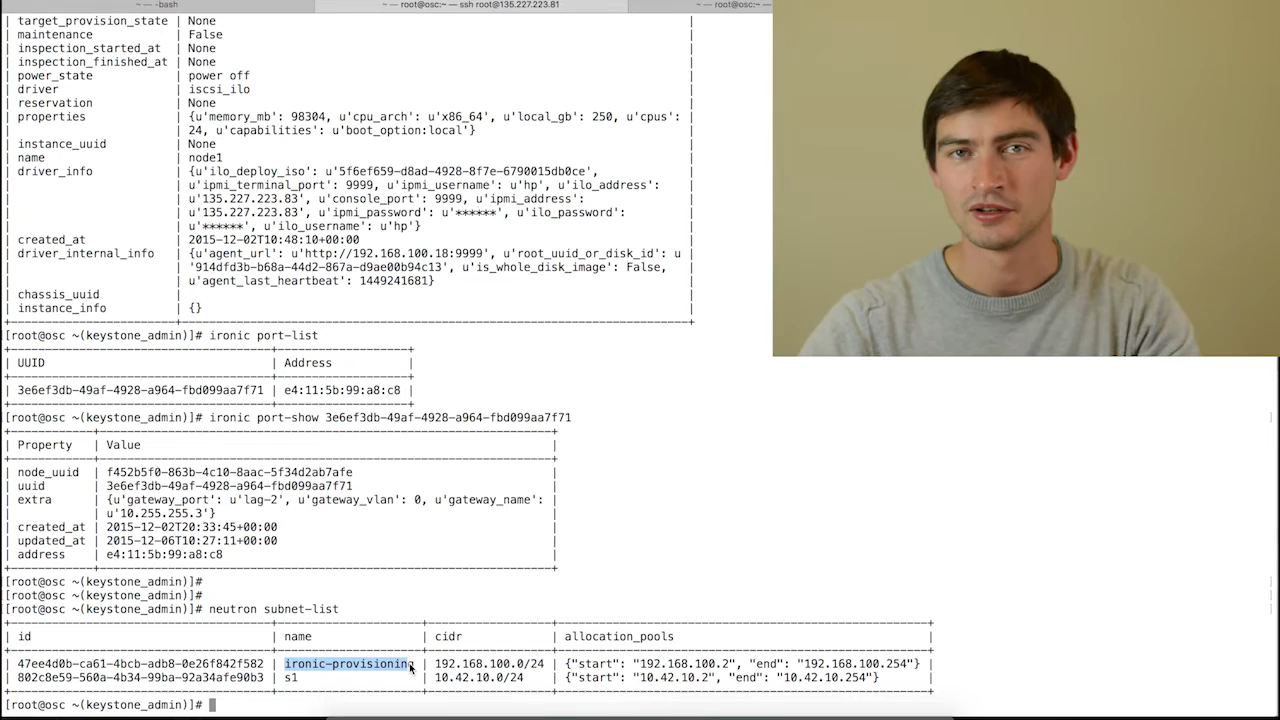 ~ — -bash
~ — root@osc:~ — ssh root@135.227.223.81
~ — root@osc:~ —
| target_provision_state | None |
| maintenance | False |
| inspection_started_at | None |
| inspection_finished_at | None |
| power_state | power off |
| driver | iscsi_ilo |
| reservation | None |
| properties | {u'memory_mb': 98304, u'cpu_arch': u'x86_64', u'local_gb': 250, u'cpus': |
| | 24, u'capabilities': u'boot_option:local'} |
| instance_uuid | None |
| name | node1 |
| driver_info | {u'ilo_deploy_iso': u'5f6ef659-d8ad-4928-8f7e-6790015db0ce', |
| | u'ipmi_terminal_port': 9999, u'ipmi_username': u'hp', u'ilo_address': |
| | u'135.227.223.83', u'console_port': 9999, u'ipmi_address': |
| | u'135.227.223.83', u'ipmi_password': u'******', u'ilo_password': |
| | u'******', u'ilo_username': u'hp'} |
| created_at | 2015-12-02T10:48:10+00:00 |
| driver_internal_info | {u'agent_url': u'http://192.168.100.18:9999', u'root_uuid_or_disk_id': u |
| | '914dfd3b-b68a-44d2-867a-d9ae00b94c13', u'is_whole_disk_image': False, |
| | u'agent_last_heartbeat': 1449241681} |
| chassis_uuid | |
| instance_info | {} |
[root@osc ~(keystone_admin)]# ironic port-list
| UUID | Address |
| 3e6ef3db-49af-4928-a964-fbd099aa7f71 | e4:11:5b:99:a8:c8 |
[root@osc ~(keystone_admin)]# ironic port-show 3e6ef3db-49af-4928-a964-fbd099aa7f71
| Property | Value |
| node_uuid | f452b5f0-863b-4c10-8aac-5f34d2ab7afe |
| uuid | 3e6ef3db-49af-4928-a964-fbd099aa7f71 |
| extra | {u'gateway_port': u'lag-2', u'gateway_vlan': 0, u'gateway_name': |
| | u'10.255.255.3'} |
| created_at | 2015-12-02T20:33:45+00:00 |
| updated_at | 2015-12-06T10:27:11+00:00 |
| address | e4:11:5b:99:a8:c8 |
[root@osc ~(keystone_admin)]#
[root@osc ~(keystone_admin)]#
[root@osc ~(keystone_admin)]# neutron subnet-list
| id | name | cidr | allocation_pools |
| 47ee4d0b-ca61-4bcb-adb8-0e26f842f582 | ironic-provisioning | 192.168.100.0/24 | {"start": "192.168.100.2", "end": "192.168.100.254"} |
| 802c8e59-560a-4b34-99ba-92a34afe90b3 | s1 | 10.42.10.0/24 | {"start": "10.42.10.2", "end": "10.42.10.254"} |
[root@osc ~(keystone_admin)]#